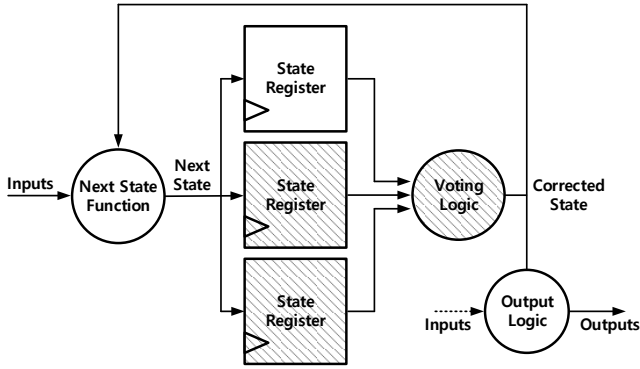 State
Register
Inputs
Next State
Function
Next
State
State
Register
Voting
Logic
Corrected
State
State
Register
Inputs
Output
Logic
Outputs